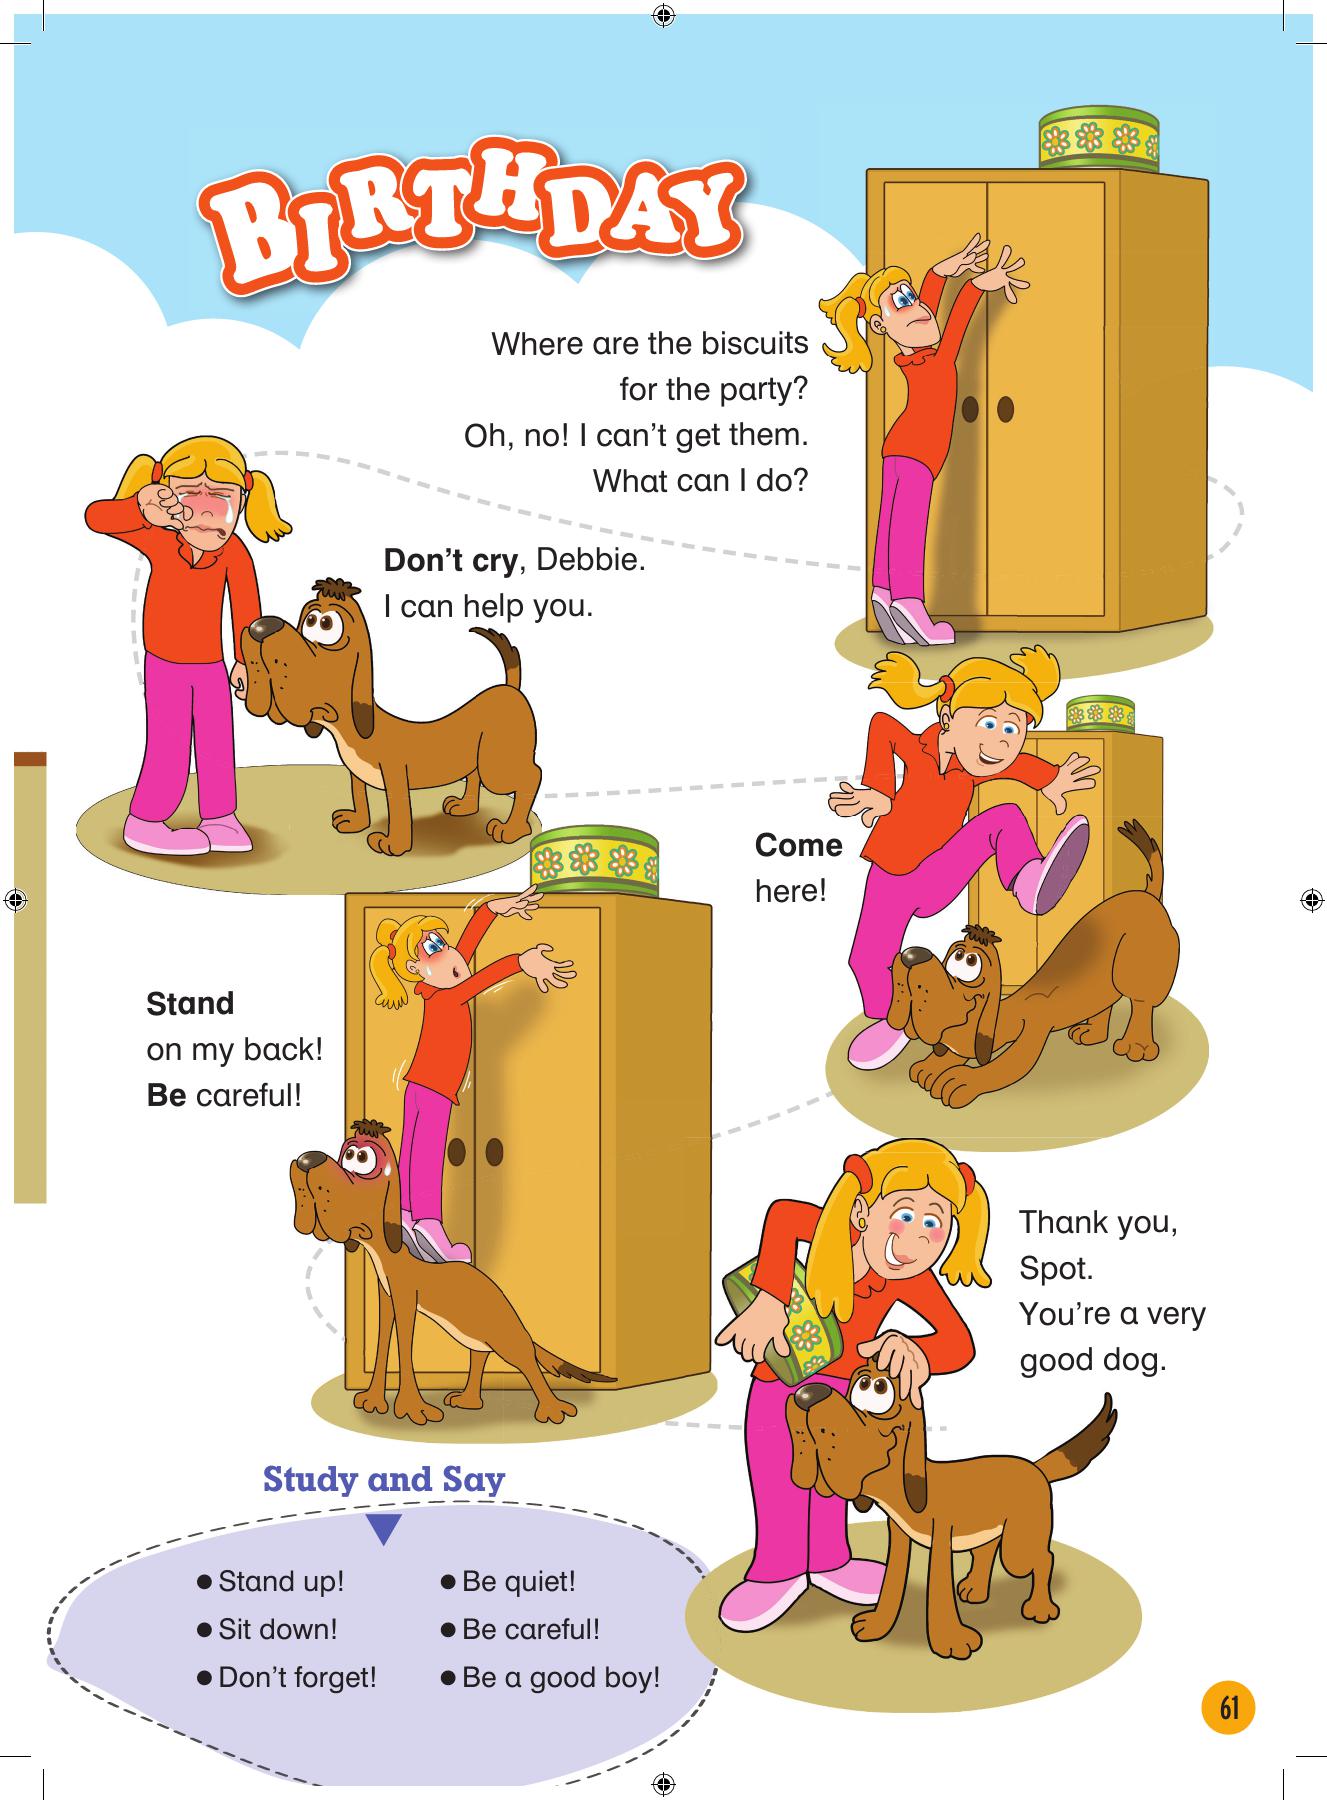 BIRTHDAY
Where are the biscuits
for the party?
Oh, no! I can't get them.
What can I do?
Don't cry, Debbie.
I can help you.
Come
here!
Stand
on my back!
Be careful!
Thank you,
Spot.
You're a very
good dog.
Study and Say
● Stand up!
● Sit down!
● Don't forget!
● Be quiet!
● Be careful!
● Be a good boy!
61